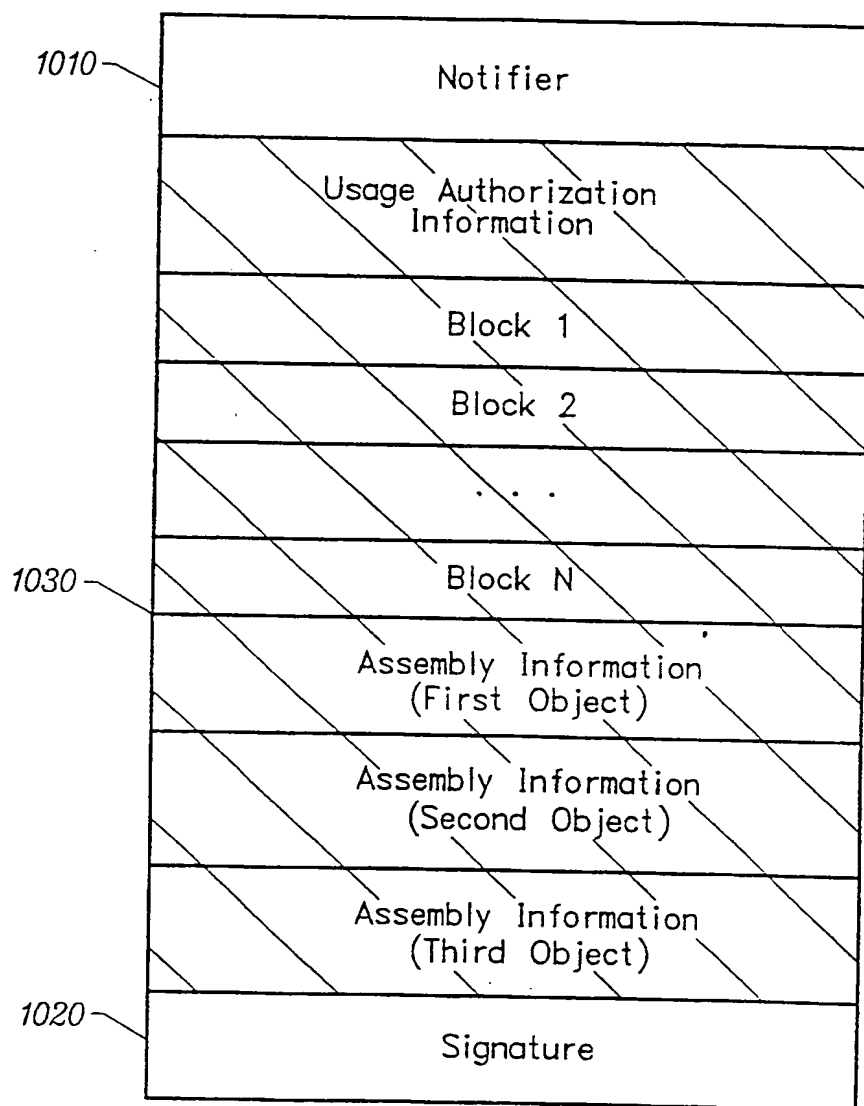 1010
Notifier
Usage Authorization
Information
Block 1
Block 2
. . .
Block N
1030
Assembly Information
(First Object)
Assembly Information
(Second Object)
Assembly Information
(Third Object)
1020
Signature